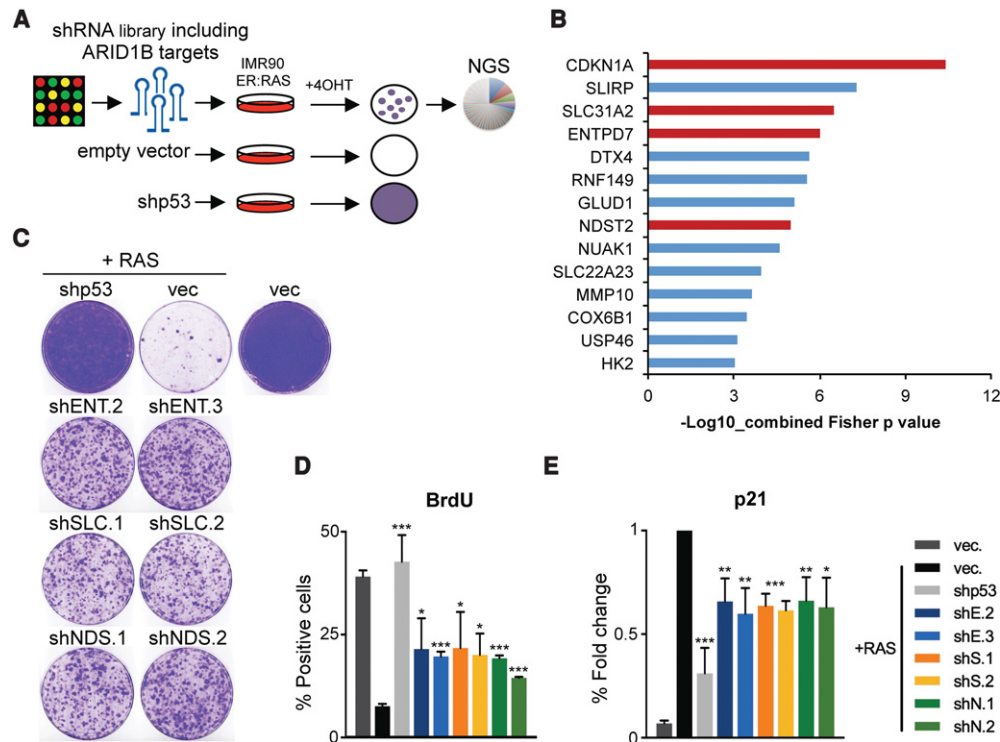 A
shRNA library including
ARID1B targets
IMR90
ER:RAS
+4OHT
NGS
empty vector
shp53
B
CDKN1A
SLIRP
SLC31A2
ENTPD7
DTX4
RNF149
GLUD1
NDST2
NUAK1
SLC22A23
MMP10
COX6B1
USP46
HK2
0 3 6 9 12
-Log10_combined Fisher p value
C
+ RAS
shp53 vec vec
shENT.2 shENT.3
shSLC.1 shSLC.2
shNDS.1 shNDS.2
D
BrdU
% Positive cells
50
25
0
*** * *** * * *** ***
E
p21
% Fold change
1
0.5
0
*** ** ** *** ** *
vec.
vec.
shp53
shE.2
shE.3
shS.1
shS.2
shN.1
shN.2
+RAS